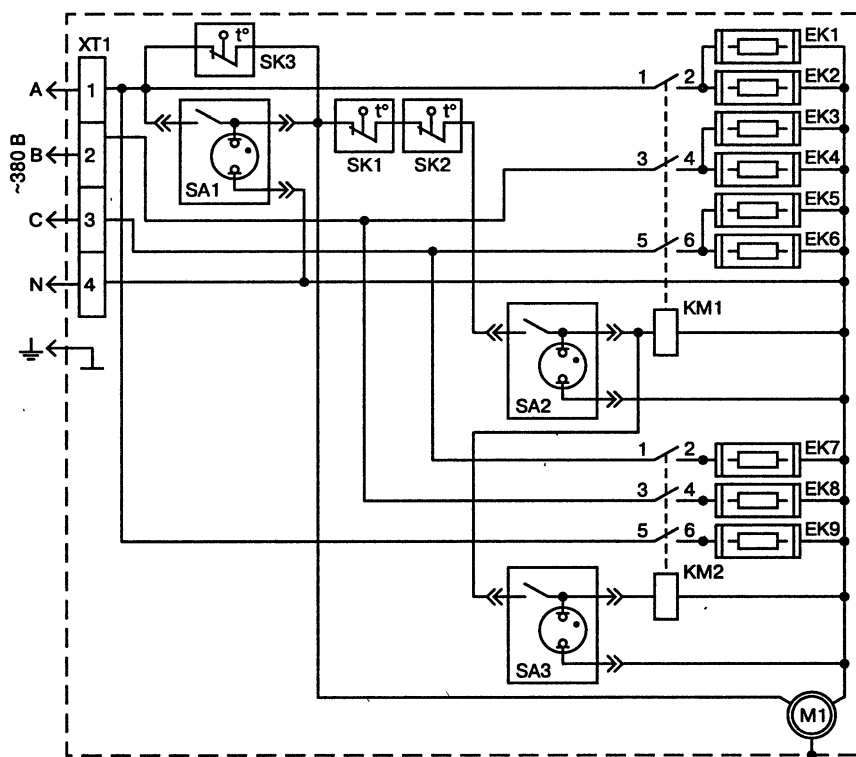 XT1
A
1
~380 В
B
2
C
3
N
4
SK3
t°
SA1
SK1
t°
SK2
t°
1
2
3
4
5
6
EK1
EK2
EK3
EK4
EK5
EK6
KM1
SA2
1
2
3
4
5
6
EK7
EK8
EK9
KM2
SA3
M1